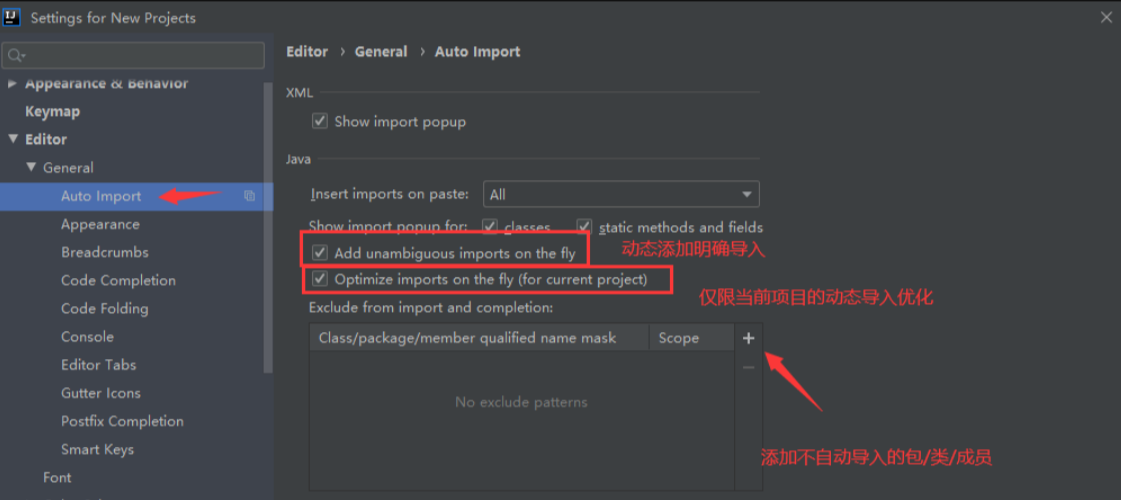 IJ
Settings for New Projects
Appearance & Behavior
Keymap
Editor
General
Auto Import
Appearance
Breadcrumbs
Code Completion
Code Folding
Console
Editor Tabs
Gutter Icons
Postfix Completion
Smart Keys
Font
Editor › General › Auto Import
XML
Show import popup
Java
Insert imports on paste: All
Show import popup for: classes static methods and fields
Add unambiguous imports on the fly
动态添加明确导入
Optimize imports on the fly (for current project)
仅限当前项目的动态导入优化
Exclude from import and completion:
Class/package/member qualified name mask Scope
No exclude patterns
添加不自动导入的包/类/成员